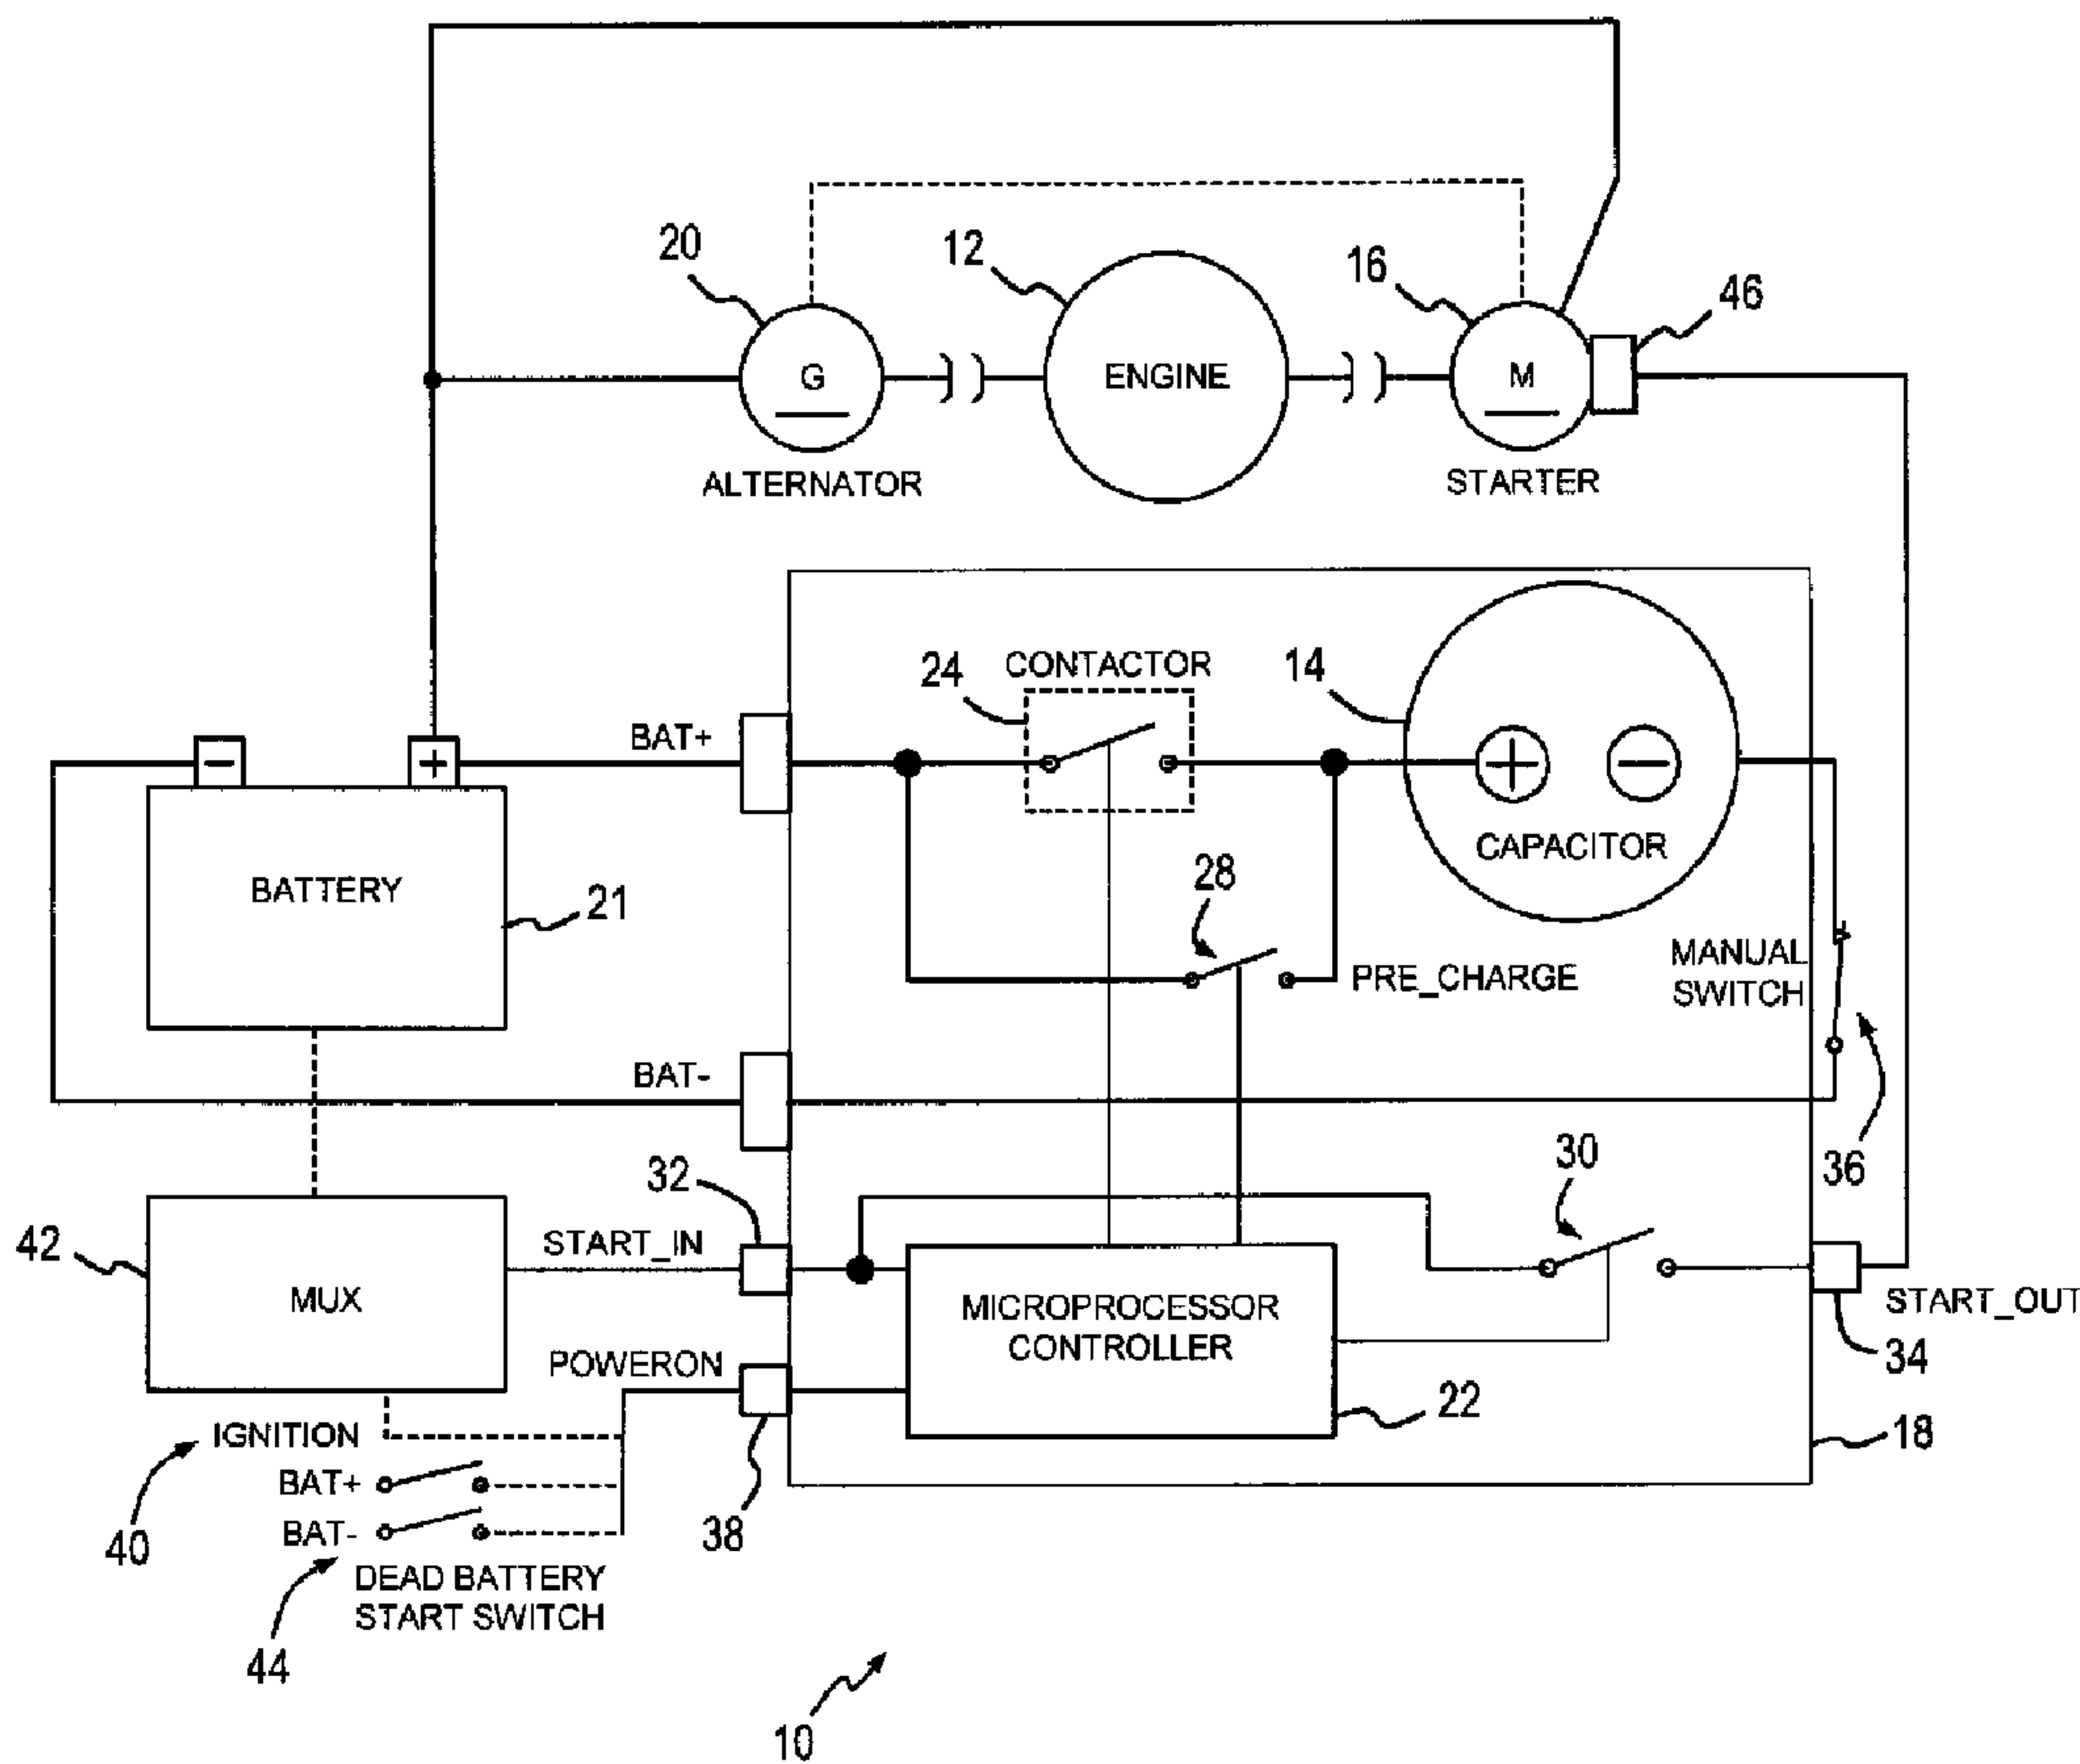 20
12
16
46
G
ENGINE
M
ALTERNATOR
STARTER
24
CONTACTOR
14
BAT+
−
+
+
−
CAPACITOR
BATTERY
21
28
PRE_CHARGE
MANUAL
SWITCH
BAT-
36
32
30
42
START_IN
MUX
MICROPROCESSOR
CONTROLLER
START_OUT
34
POWERON
22
18
IGNITION
BAT+
BAT-
40
38
DEAD BATTERY
START SWITCH
44
10